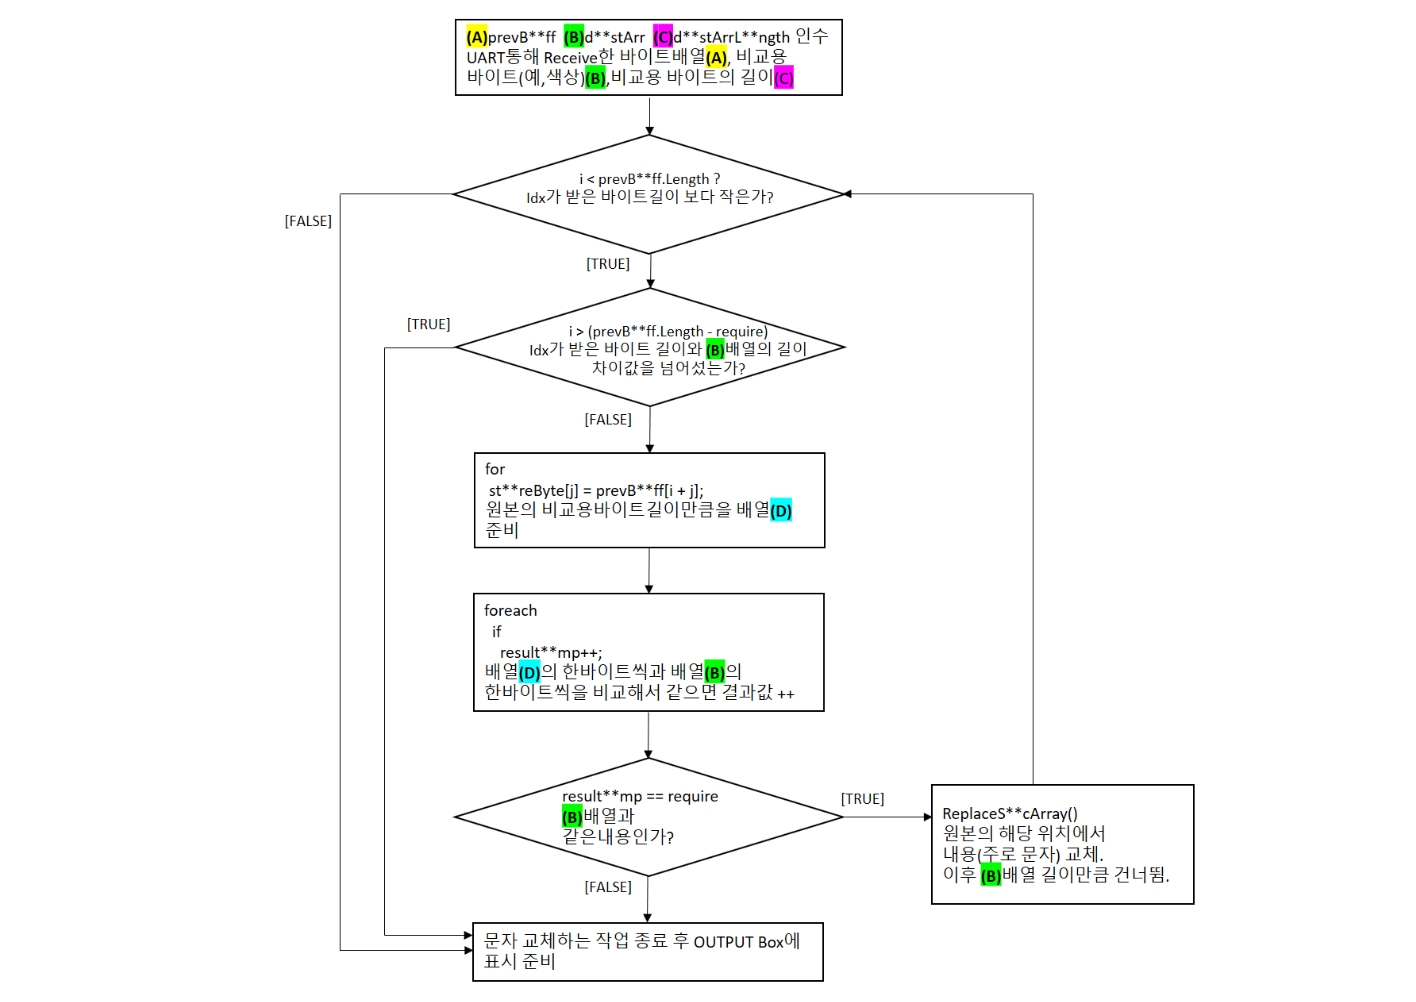 (A)prevB**ff (B)d**stArr (C)d**stArrL**ngth 인수
UART통해 Receive한 바이트배열(A), 비교용
바이트(예,색상)(B),비교용 바이트의 길이(C)
i < prevB**ff.Length ?
Idx가 받은 바이트길이 보다 작은가?
[FALSE]
[TRUE]
[TRUE]
i > (prevB**ff.Length - require)
Idx가 받은 바이트 길이와 (B)배열의 길이
차이값을 넘어섰는가?
[FALSE]
for
st**reByte[j] = prevB**ff[i + j];
원본의 비교용바이트길이만큼을 배열(D)
준비
foreach
if
result**mp++;
배열(D)의 한바이트씩과 배열(B)의
한바이트씩을 비교해서 같으면 결과값 ++
result**mp == require
(B)배열과
같은내용인가?
[TRUE]
ReplaceS**cArray()
원본의 해당 위치에서
내용(주로 문자) 교체.
이후 (B)배열 길이만큼 건너뜀.
[FALSE]
문자 교체하는 작업 종료 후 OUTPUT Box에
표시 준비